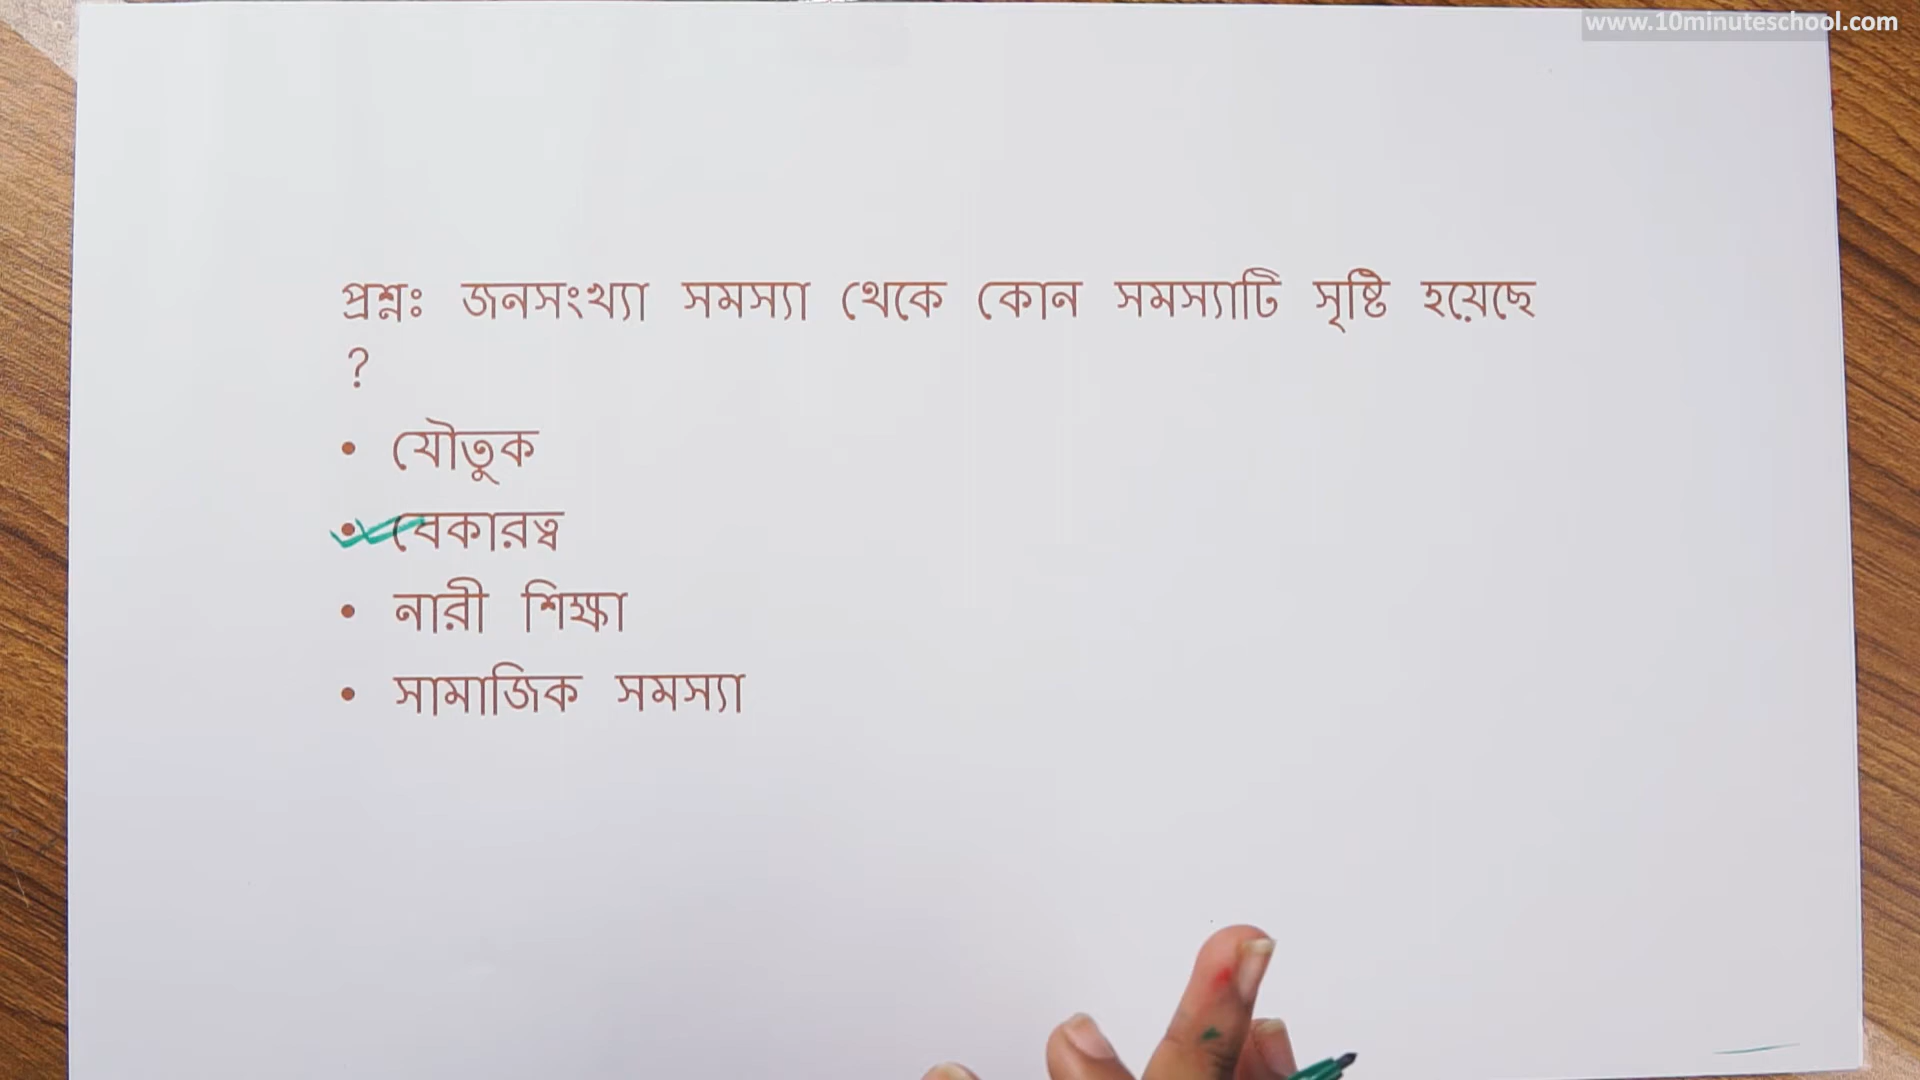 www.10minuteschool.com
প্রশ্নঃ জনসংখ্যা সমস্যা থেকে কোন সমস্যাটি সৃষ্টি হয়েছে
?
• যৌতুক
• বেকারত্ব
• নারী শিক্ষা
• সামাজিক সমস্যা